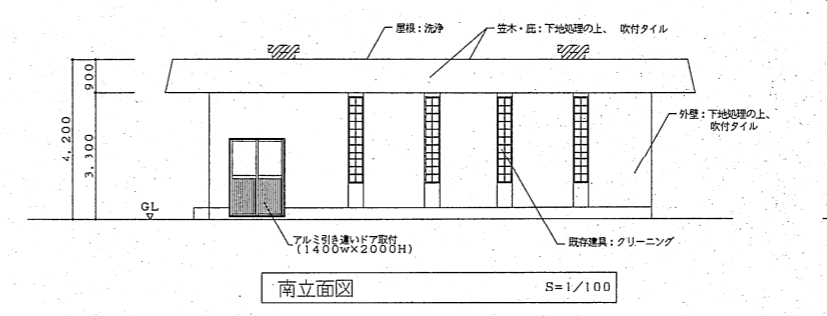 屋根：洗浄
笠木・庇：下地処理の上、 吹付タイル
900
4,200
3,300
外壁：下地処理の上、
吹付タイル
GL
アルミ引き違いドア取付
(1400w×2000H)
既存建具：クリーニング
南立面図 S=1/100